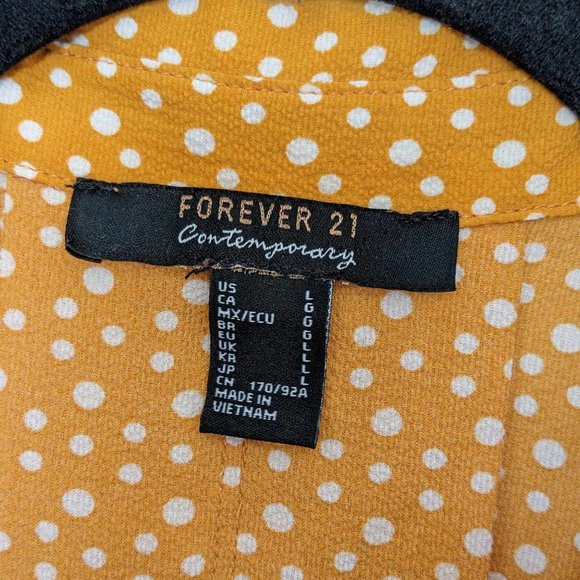 FOREVER 21
Contemporary
US L
CA G
MX/ECU G
BR G
EU L
UK L
KR L
JP L
CN 170/92A
MADE IN
VIETNAM